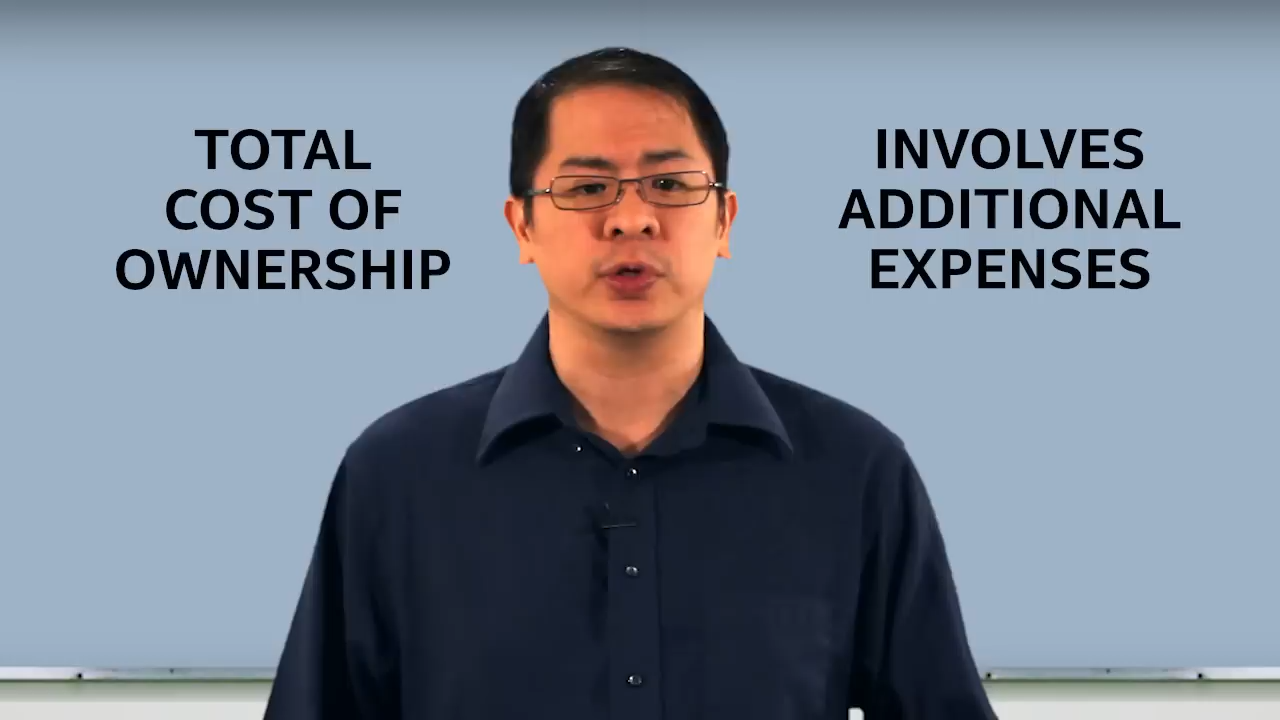 TOTAL
COST OF
OWNERSHIP
INVOLVES
ADDITIONAL
EXPENSES